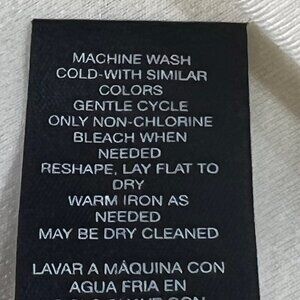 MACHINE WASH
COLD-WITH SIMILAR
COLORS
GENTLE CYCLE
ONLY NON-CHLORINE
BLEACH WHEN
NEEDED
RESHAPE, LAY FLAT TO
DRY
WARM IRON AS
NEEDED
MAY BE DRY CLEANED
LAVAR A MÁQUINA CON
AGUA FRIA EN